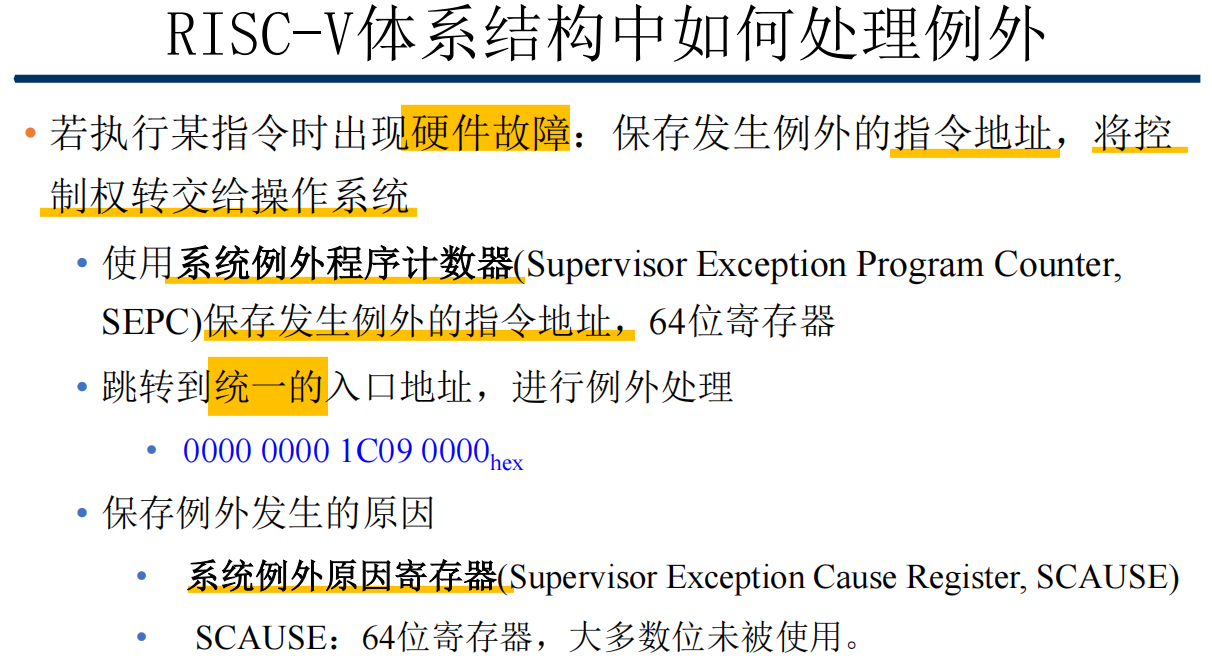 RISC-V体系结构中如何处理例外
• 若执行某指令时出现硬件故障：保存发生例外的指令地址，将控
制权转交给操作系统
• 使用系统例外程序计数器(Supervisor Exception Program Counter,
SEPC)保存发生例外的指令地址，64位寄存器
• 跳转到统一的入口地址，进行例外处理
• 0000 0000 1C09 0000hex
• 保存例外发生的原因
• 系统例外原因寄存器(Supervisor Exception Cause Register, SCAUSE)
• SCAUSE：64位寄存器，大多数位未被使用。